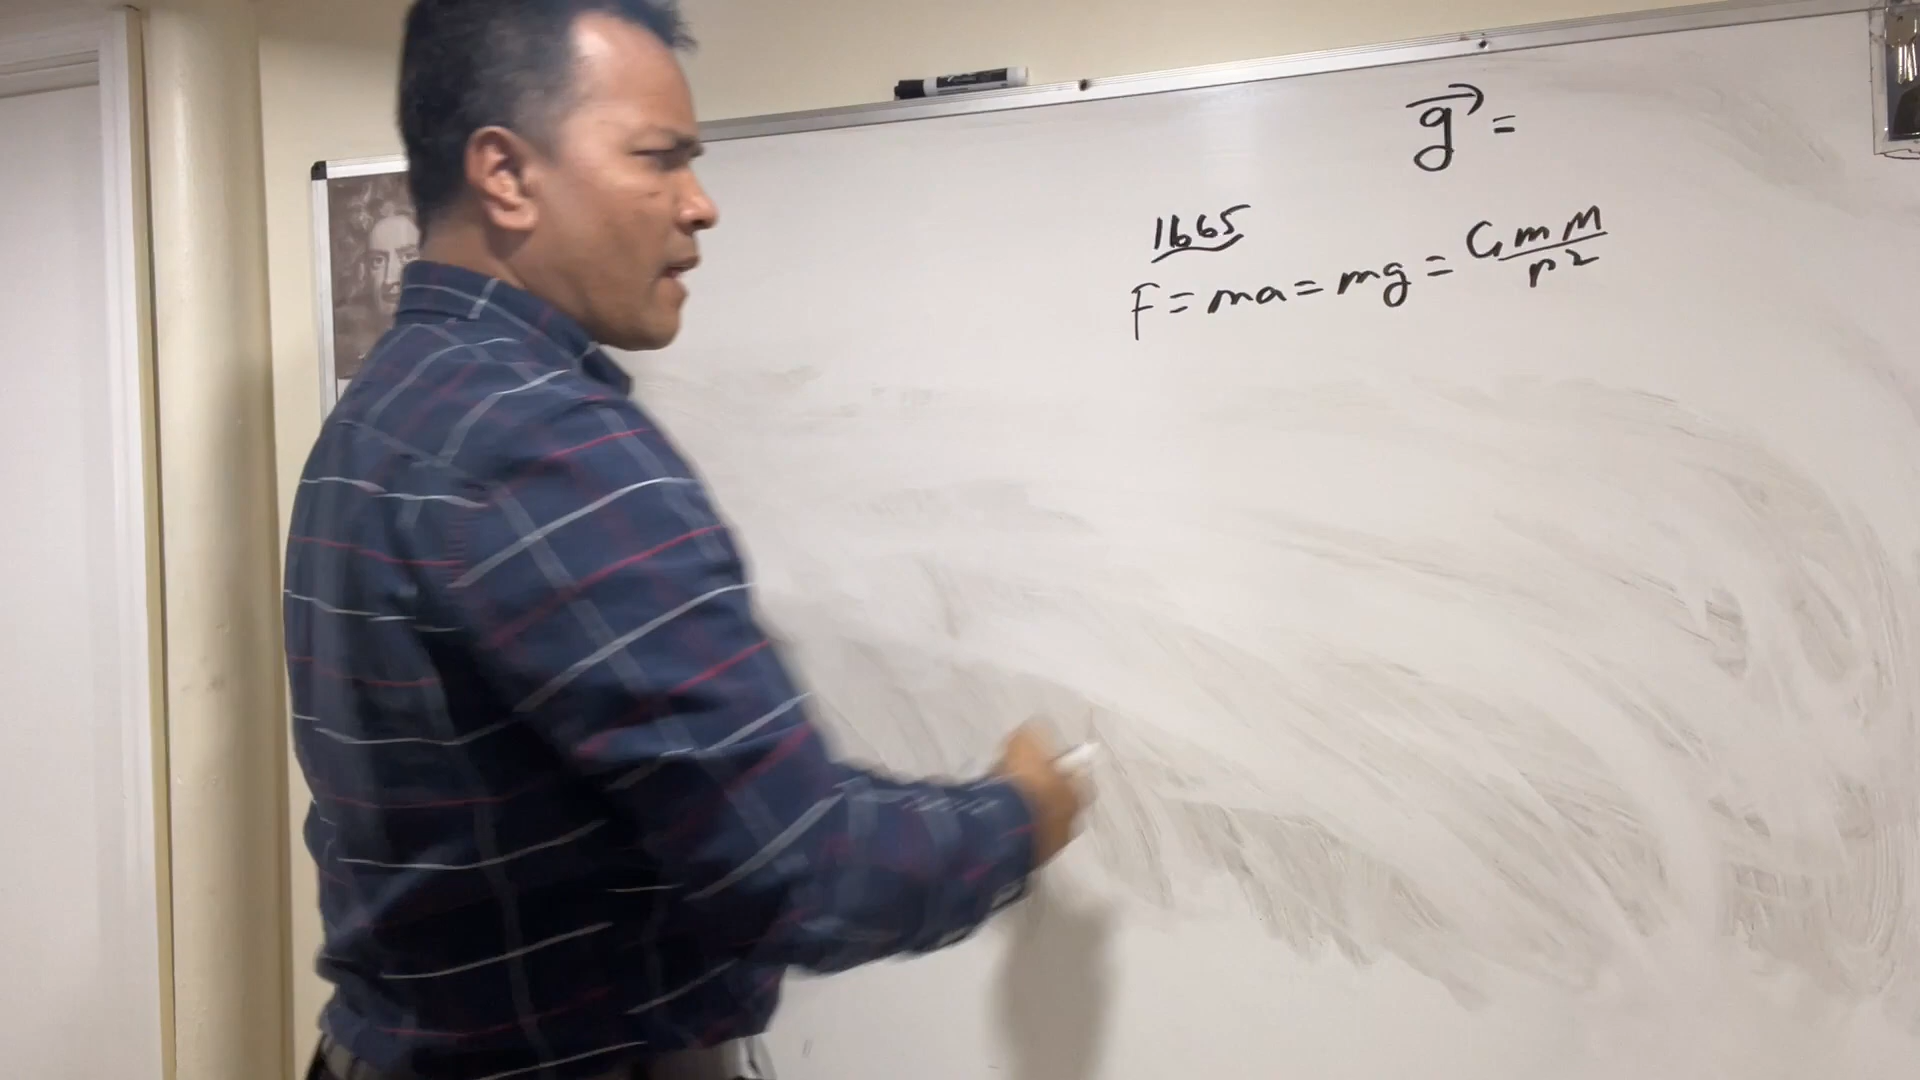 g⃗ =
1665
F = ma = mg = GmM/r²